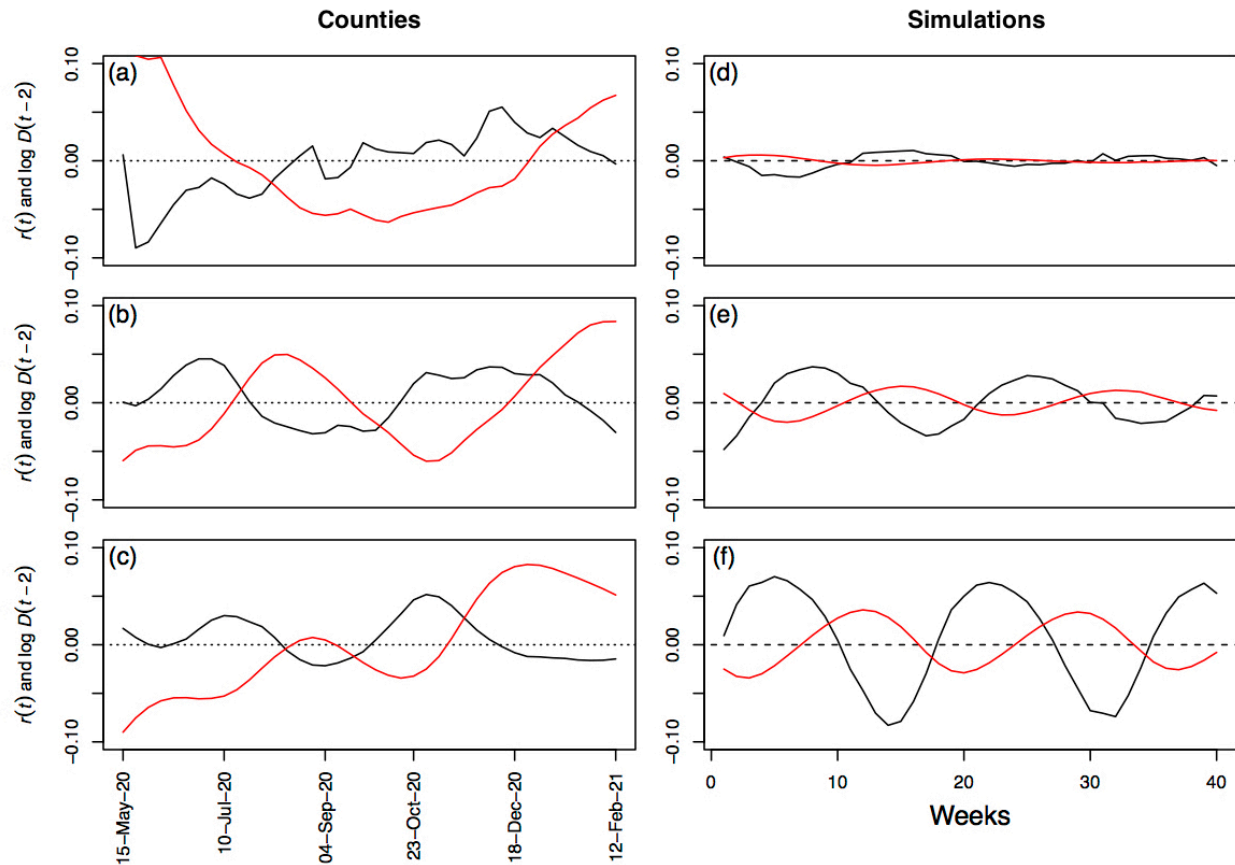 Counties
Simulations
(a)
(d)
0.10
0.00
−0.10
r(t) and log D(t − 2)
0.10
0.00
−0.10
(b)
(e)
0.10
0.00
−0.10
r(t) and log D(t − 2)
0.10
0.00
−0.10
(c)
(f)
0.10
0.00
−0.10
r(t) and log D(t − 2)
0.10
0.00
−0.10
15−May−20
10−Jul−20
04−Sep−20
23−Oct−20
18−Dec−20
12−Feb−21
0 10 20 30 40
Weeks